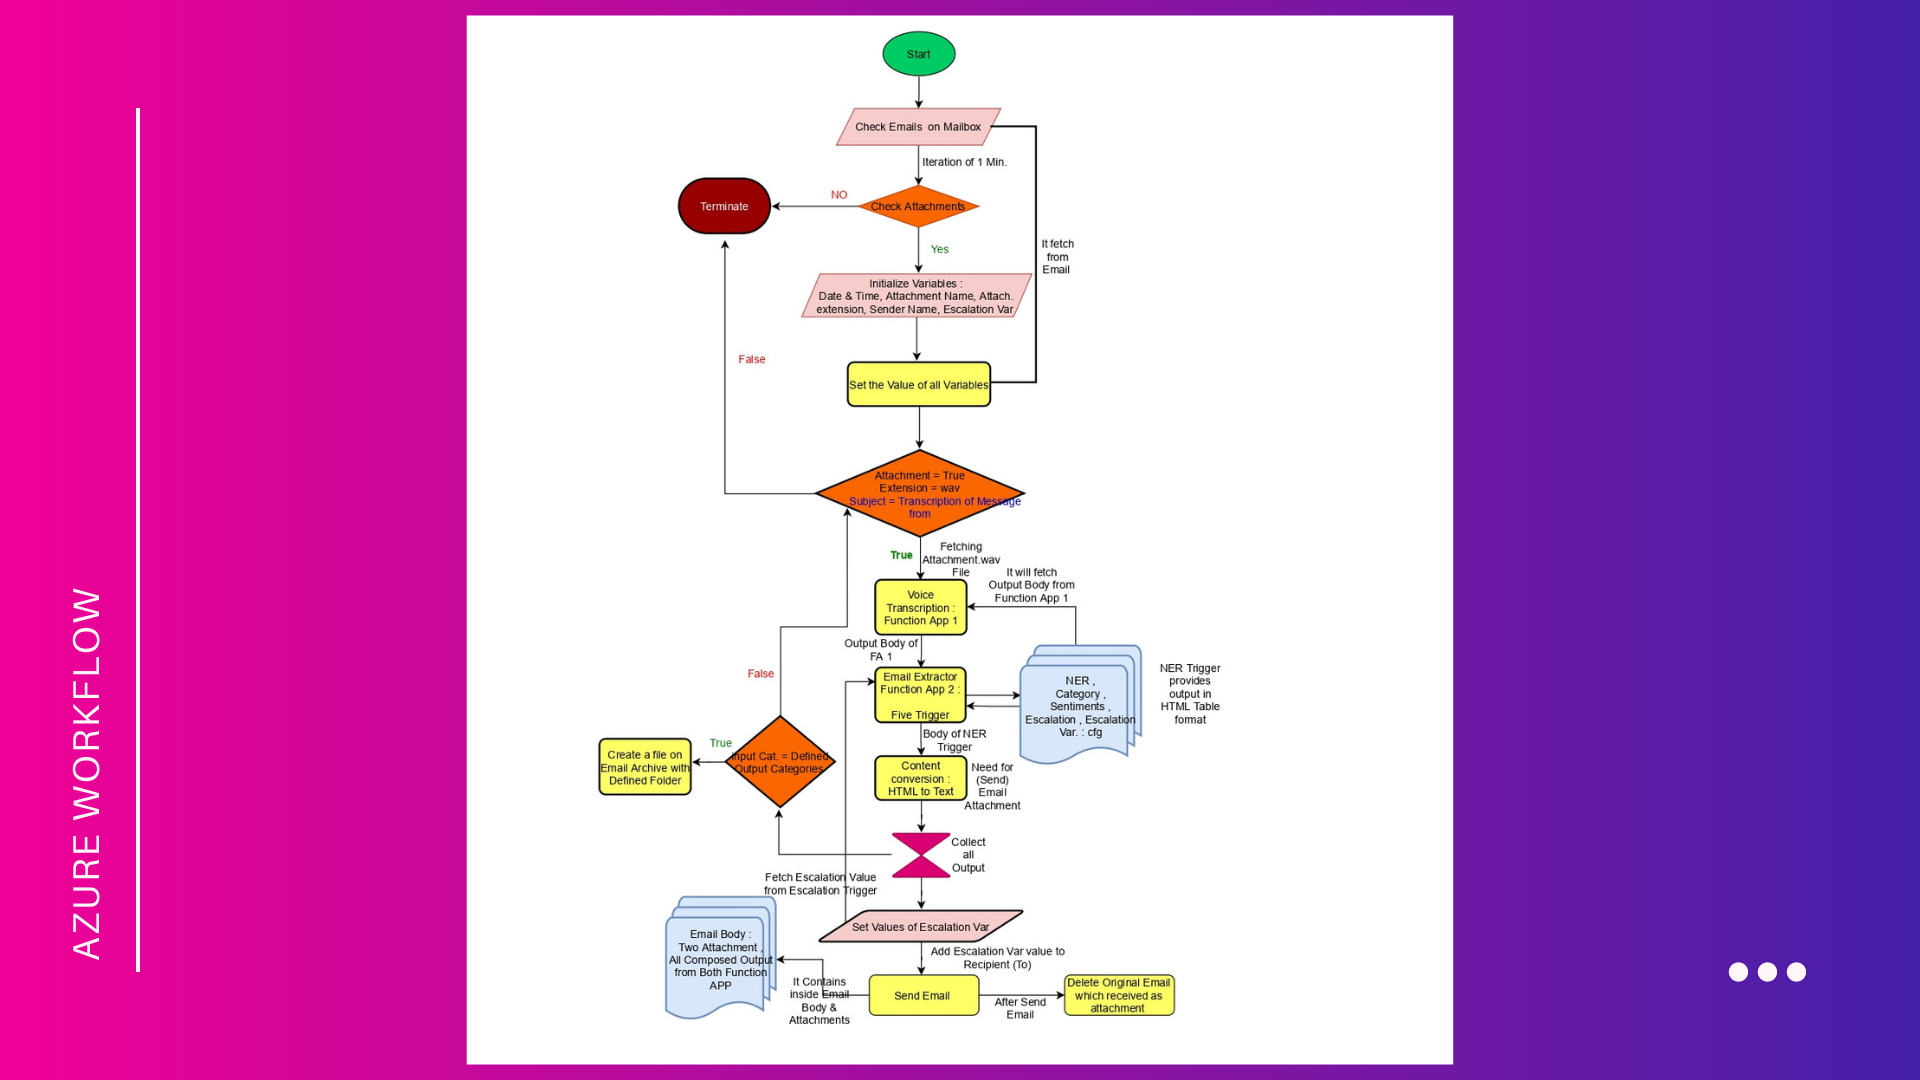 AZURE WORKFLOW
Start
Check Emails on Mailbox
Iteration of 1 Min.
NO
Terminate
Check Attachments
Yes
It fetch
from
Email
Initialize Variables :
Date & Time, Attachment Name, Attach.
extension, Sender Name, Escalation Var
False
Set the Value of all Variables
Attachment = True
Extension = wav
Subject = Transcription of Message
from
True
Fetching
Attachment.wav
File
It will fetch
Output Body from
Function App 1
Voice
Transcription :
Function App 1
Output Body of
FA 1
Email Extractor
Function App 2 :
Five Trigger
NER ,
Category ,
Sentiments ,
Escalation , Escalation
Var. : cfg
NER Trigger
provides
output in
HTML Table
format
False
Body of NER
Trigger
True
Input Cat. = Defined
Output Categories
Create a file on
Email Archive with
Defined Folder
Content
conversion :
HTML to Text
Need for
(Send)
Email
Attachment
Collect
all
Output
Fetch Escalation Value
from Escalation Trigger
Set Values of Escalation Var
Email Body :
Two Attachment ,
All Composed Output
from Both Function
APP
Add Escalation Var value to
Recipient (To)
It Contains
inside Email
Body &
Attachments
Send Email
After Send
Email
Delete Original Email
which received as
attachment